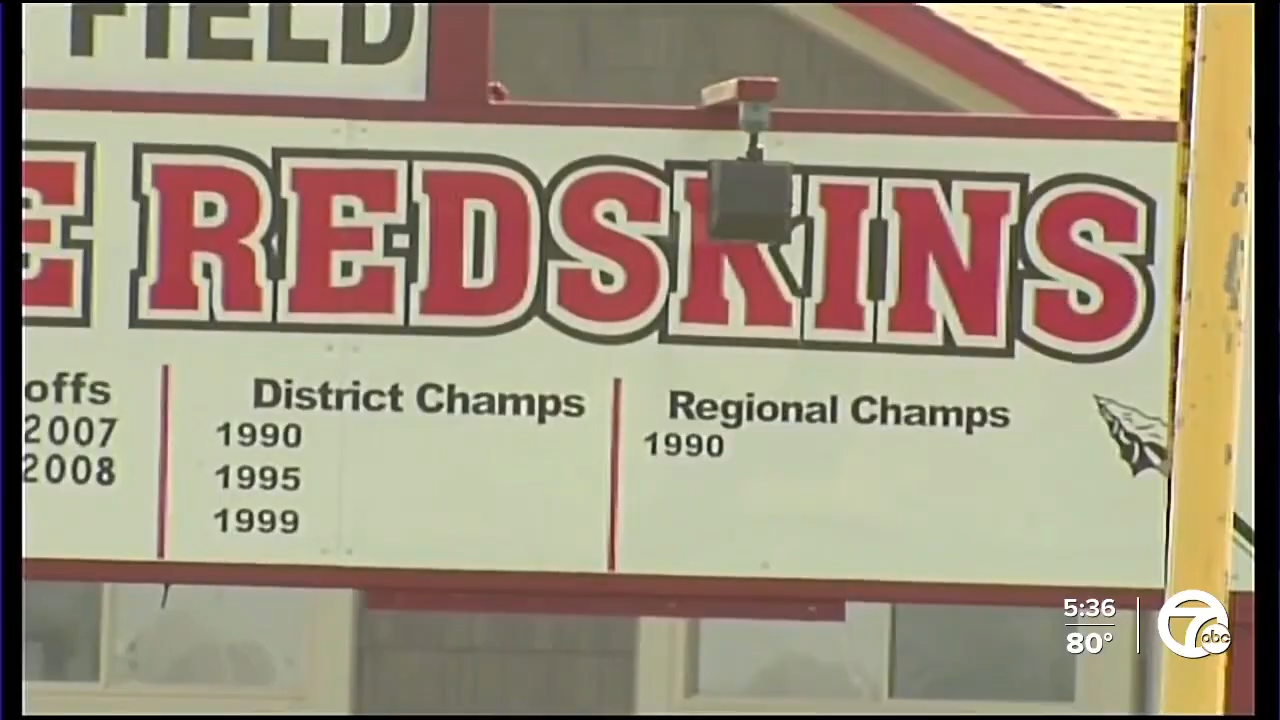 FIELD
E REDSKINS
offs
2007
2008
District Champs
1990
1995
1999
Regional Champs
1990
5:36
80°
7 abc